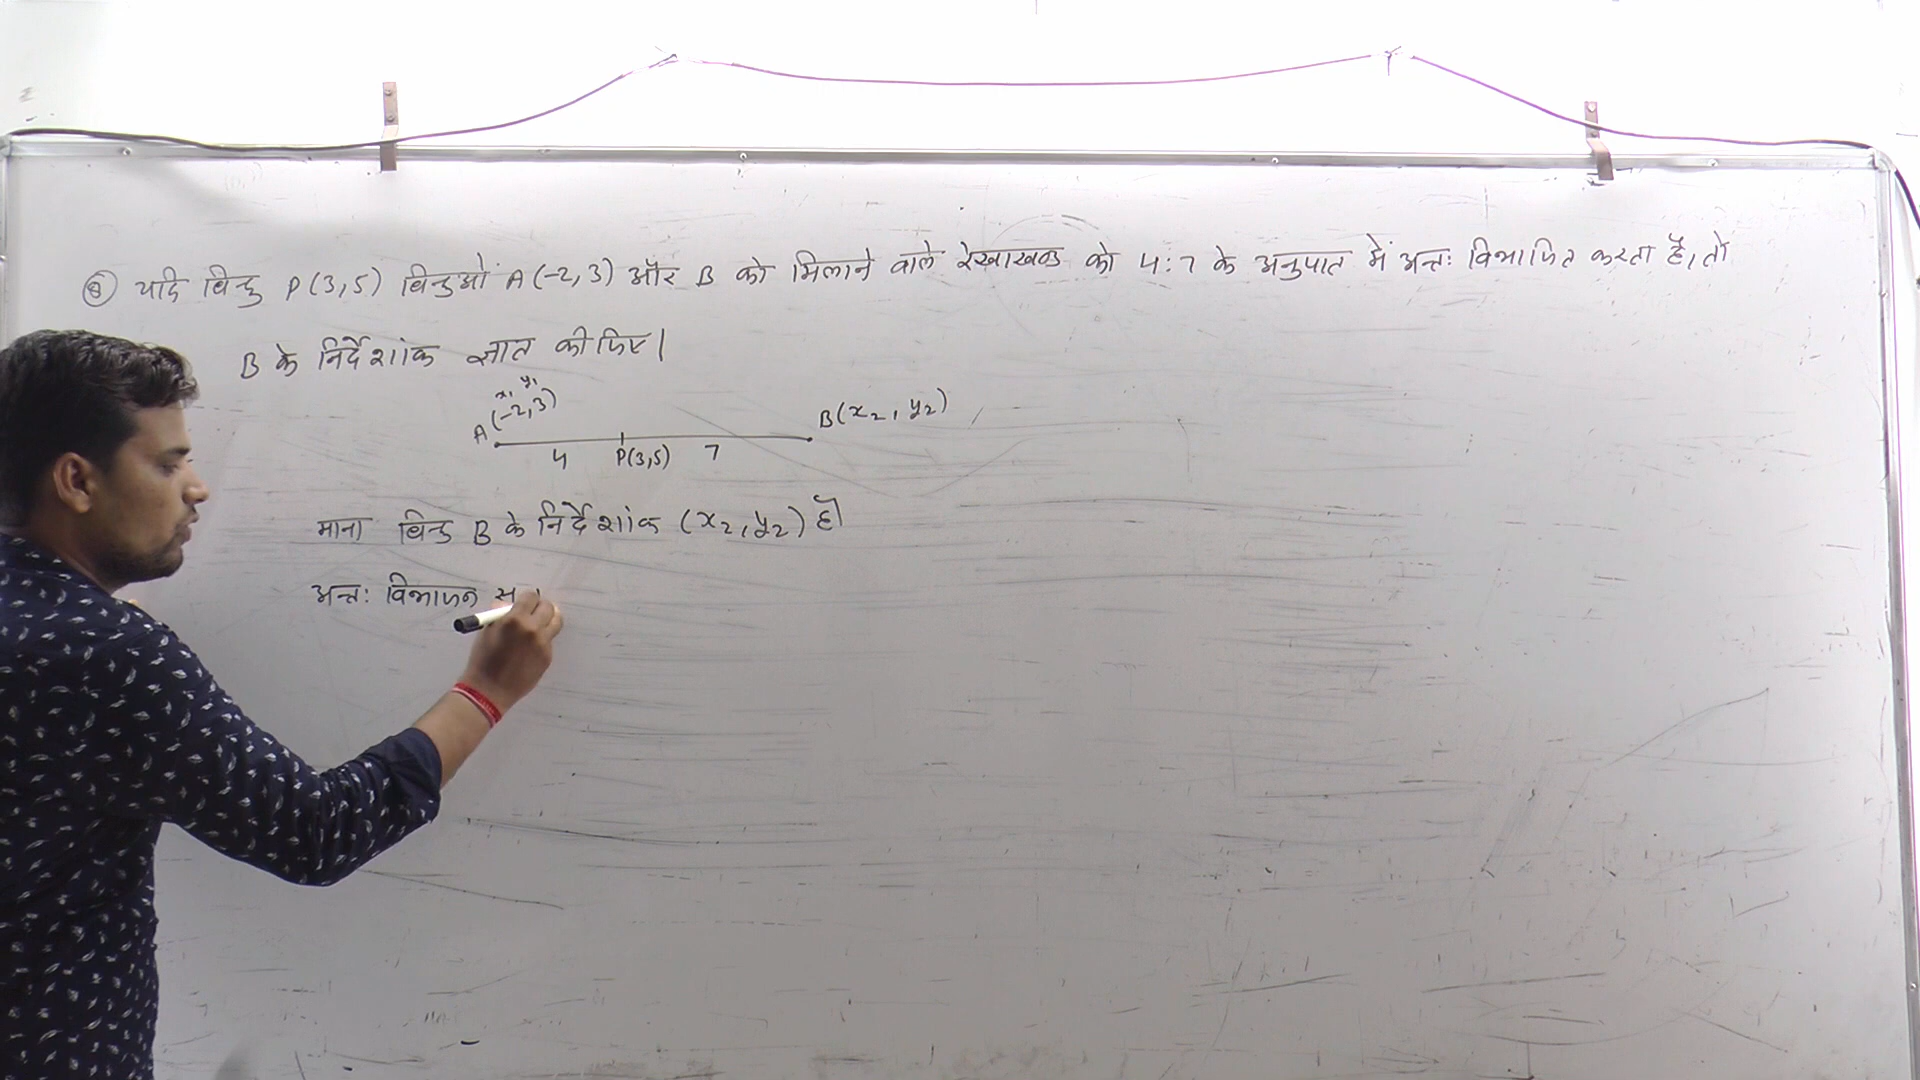 ③ यदि बिन्दु P(3,5) बिन्दुओं A(-2,3) और B को मिलाने वाले रेखाखण्ड को 4:7 के अनुपात में अन्तः विभाजित करता है, तो
B के निर्देशांक ज्ञात कीजिए।
x₁ y₁
A (-2,3) B(x₂, y₂)
4 P(3,5) 7
माना बिन्दु B के निर्देशांक (x₂, y₂) है
अन्तः विभाजन